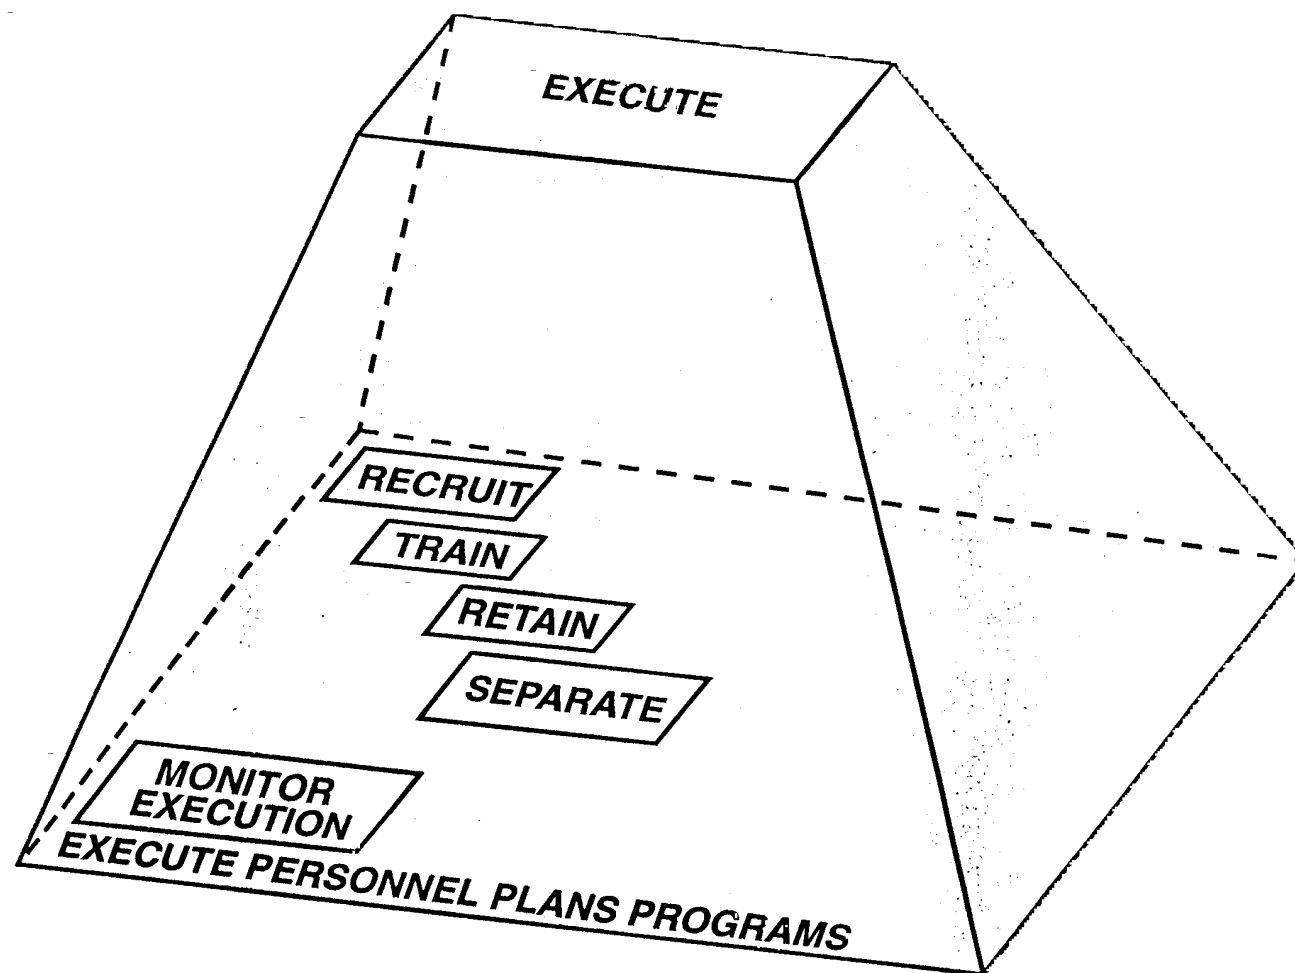 EXECUTE
RECRUIT
TRAIN
RETAIN
SEPARATE
MONITOR
EXECUTION
EXECUTE PERSONNEL PLANS PROGRAMS